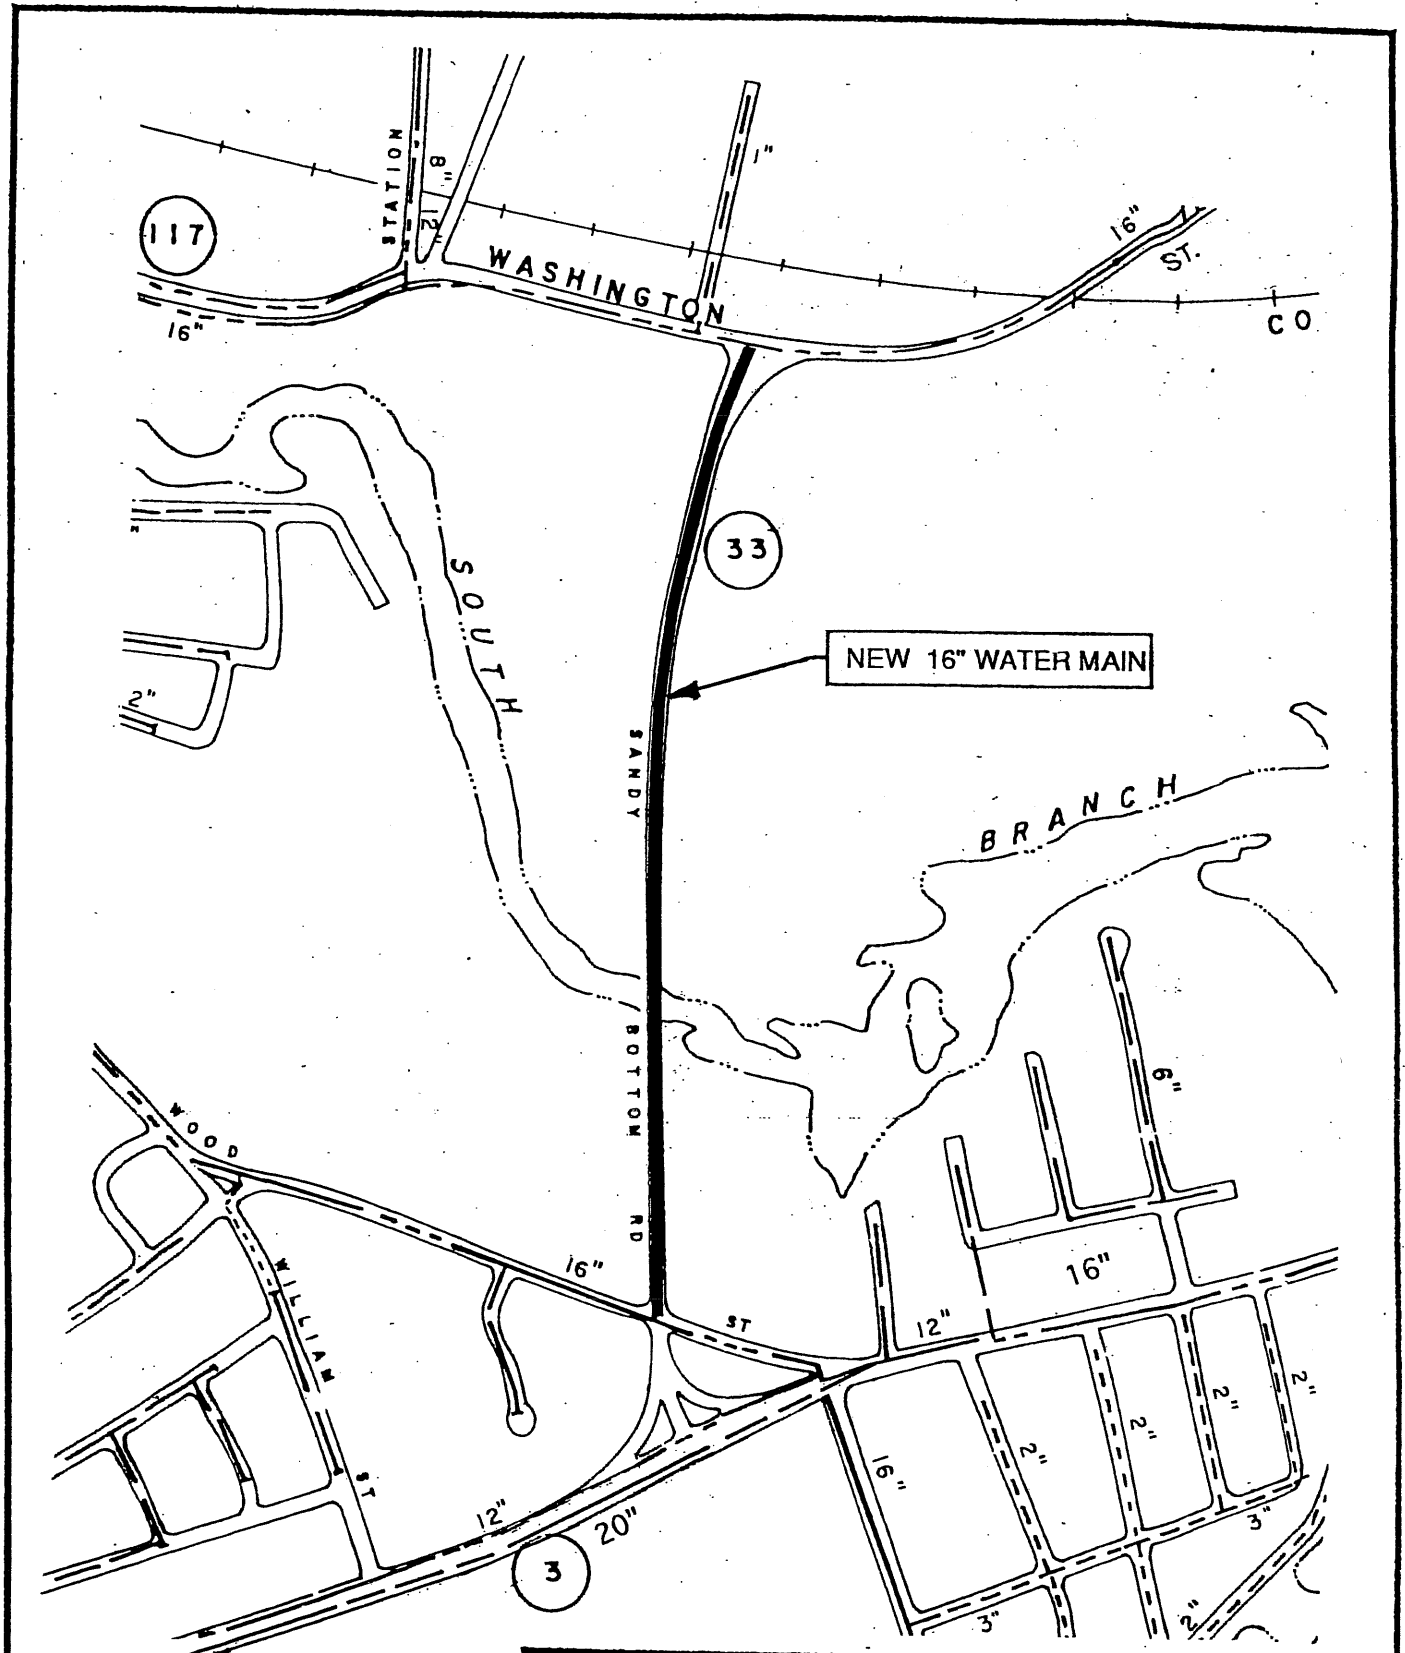 STATION
8"
12"
1"
117
WASHINGTON
16"
ST.
16"
CO
33
SOUTH
"
NEW 16" WATER MAIN
2"
SANDY
BRANCH
BOTTOM
6"
WOOD
RD
16"
16"
WILLIAM
ST
12"
2"
2"
2"
2"
16"
ST
12"
20"
3"
3
3"
2"